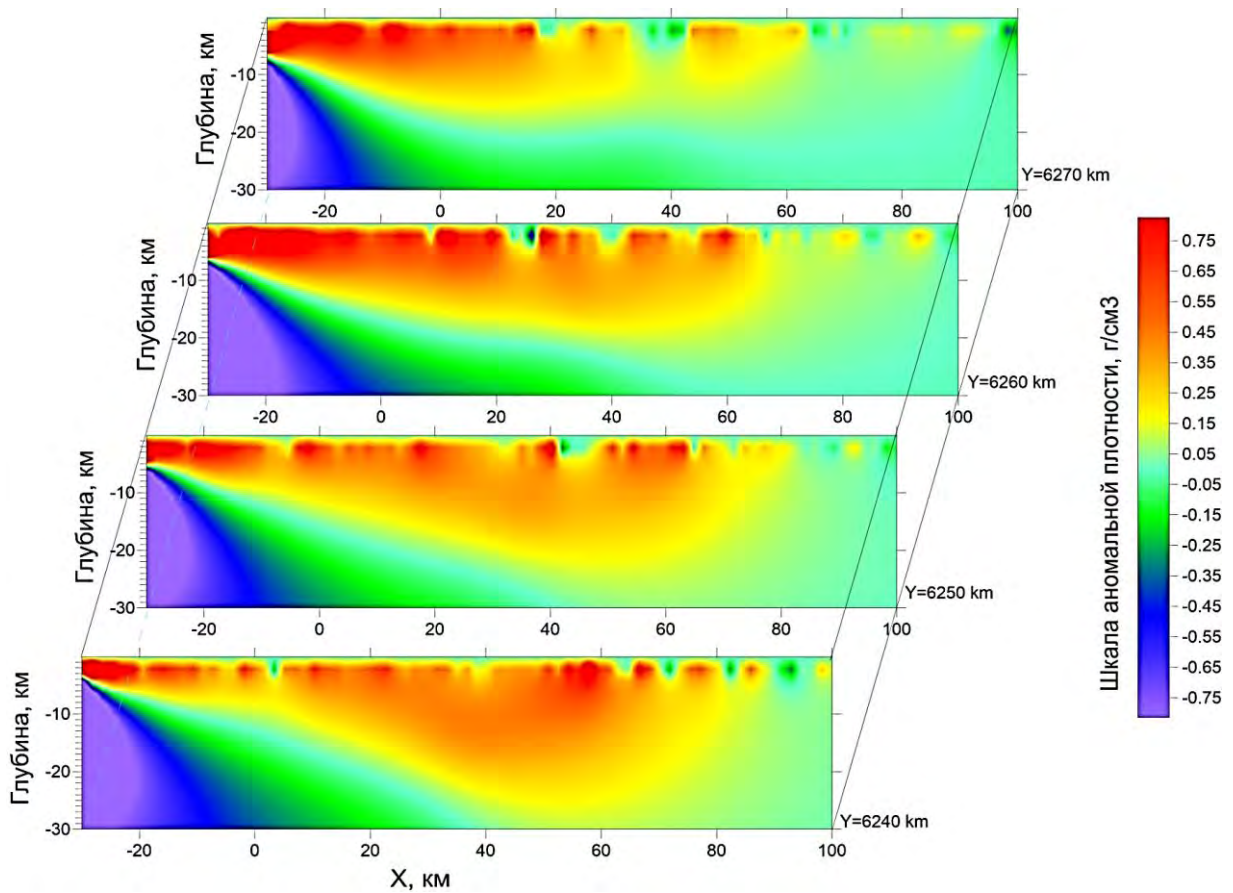 Глубина, км
-10
-20
-30
Y=6270 km
-20 0 20 40 60 80 100
Глубина, км
-10
-20
-30
Y=6260 km
-20 0 20 40 60 80 100
Глубина, км
-10
-20
-30
Y=6250 km
-20 0 20 40 60 80 100
Глубина, км
-10
-20
-30
Y=6240 km
-20 0 20 40 60 80 100
X, км
Шкала аномальной плотности, г/см3
0.75
0.65
0.55
0.45
0.35
0.25
0.15
0.05
-0.05
-0.15
-0.25
-0.35
-0.45
-0.55
-0.65
-0.75